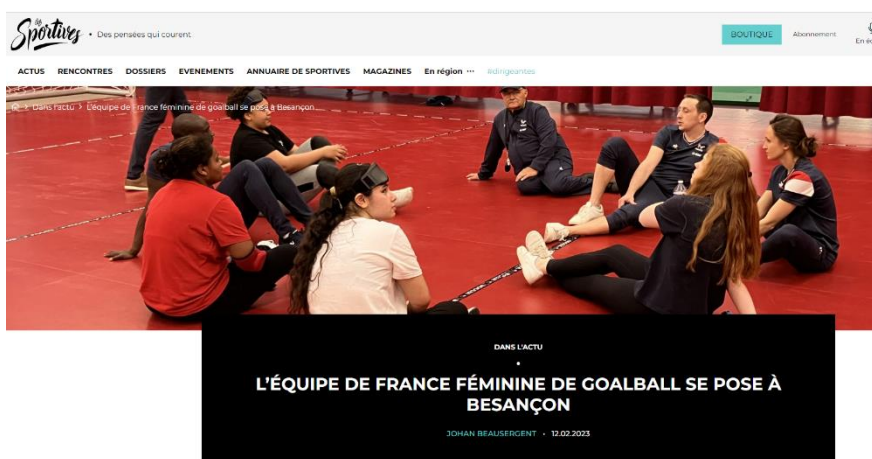 les Sportives • Des pensées qui courent
BOUTIQUE Abonnement
ACTUS RENCONTRES DOSSIERS EVENEMENTS ANNUAIRE DE SPORTIVES MAGAZINES En région ••• #dirigeantes
> Dans l'actu > L'équipe de France féminine de goalball se pose à Besançon
DANS L'ACTU
•
L'ÉQUIPE DE FRANCE FÉMININE DE GOALBALL SE POSE À
BESANÇON
JOHAN BEAUSERGENT • 12.02.2023